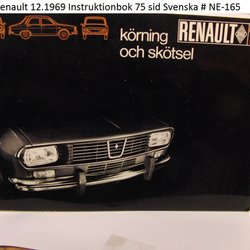 enault 12.1969 Instruktionbok 75 sid Svenska # NE-165
körning
och skötsel
RENAULT